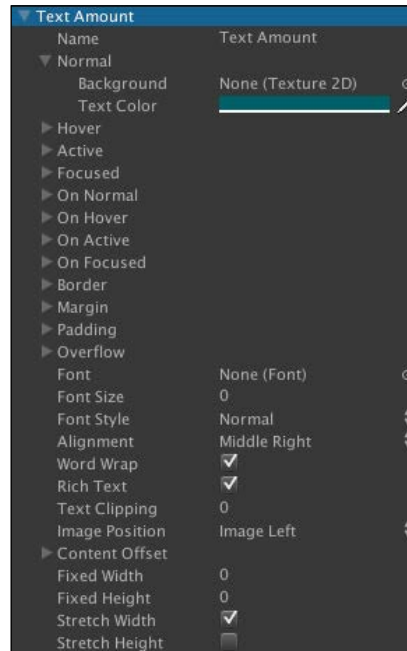 Text Amount
Name Text Amount
Normal
Background None (Texture 2D)
Text Color
Hover
Active
Focused
On Normal
On Hover
On Active
On Focused
Border
Margin
Padding
Overflow
Font None (Font)
Font Size 0
Font Style Normal
Alignment Middle Right
Word Wrap
Rich Text
Text Clipping 0
Image Position Image Left
Content Offset
Fixed Width 0
Fixed Height 0
Stretch Width
Stretch Height